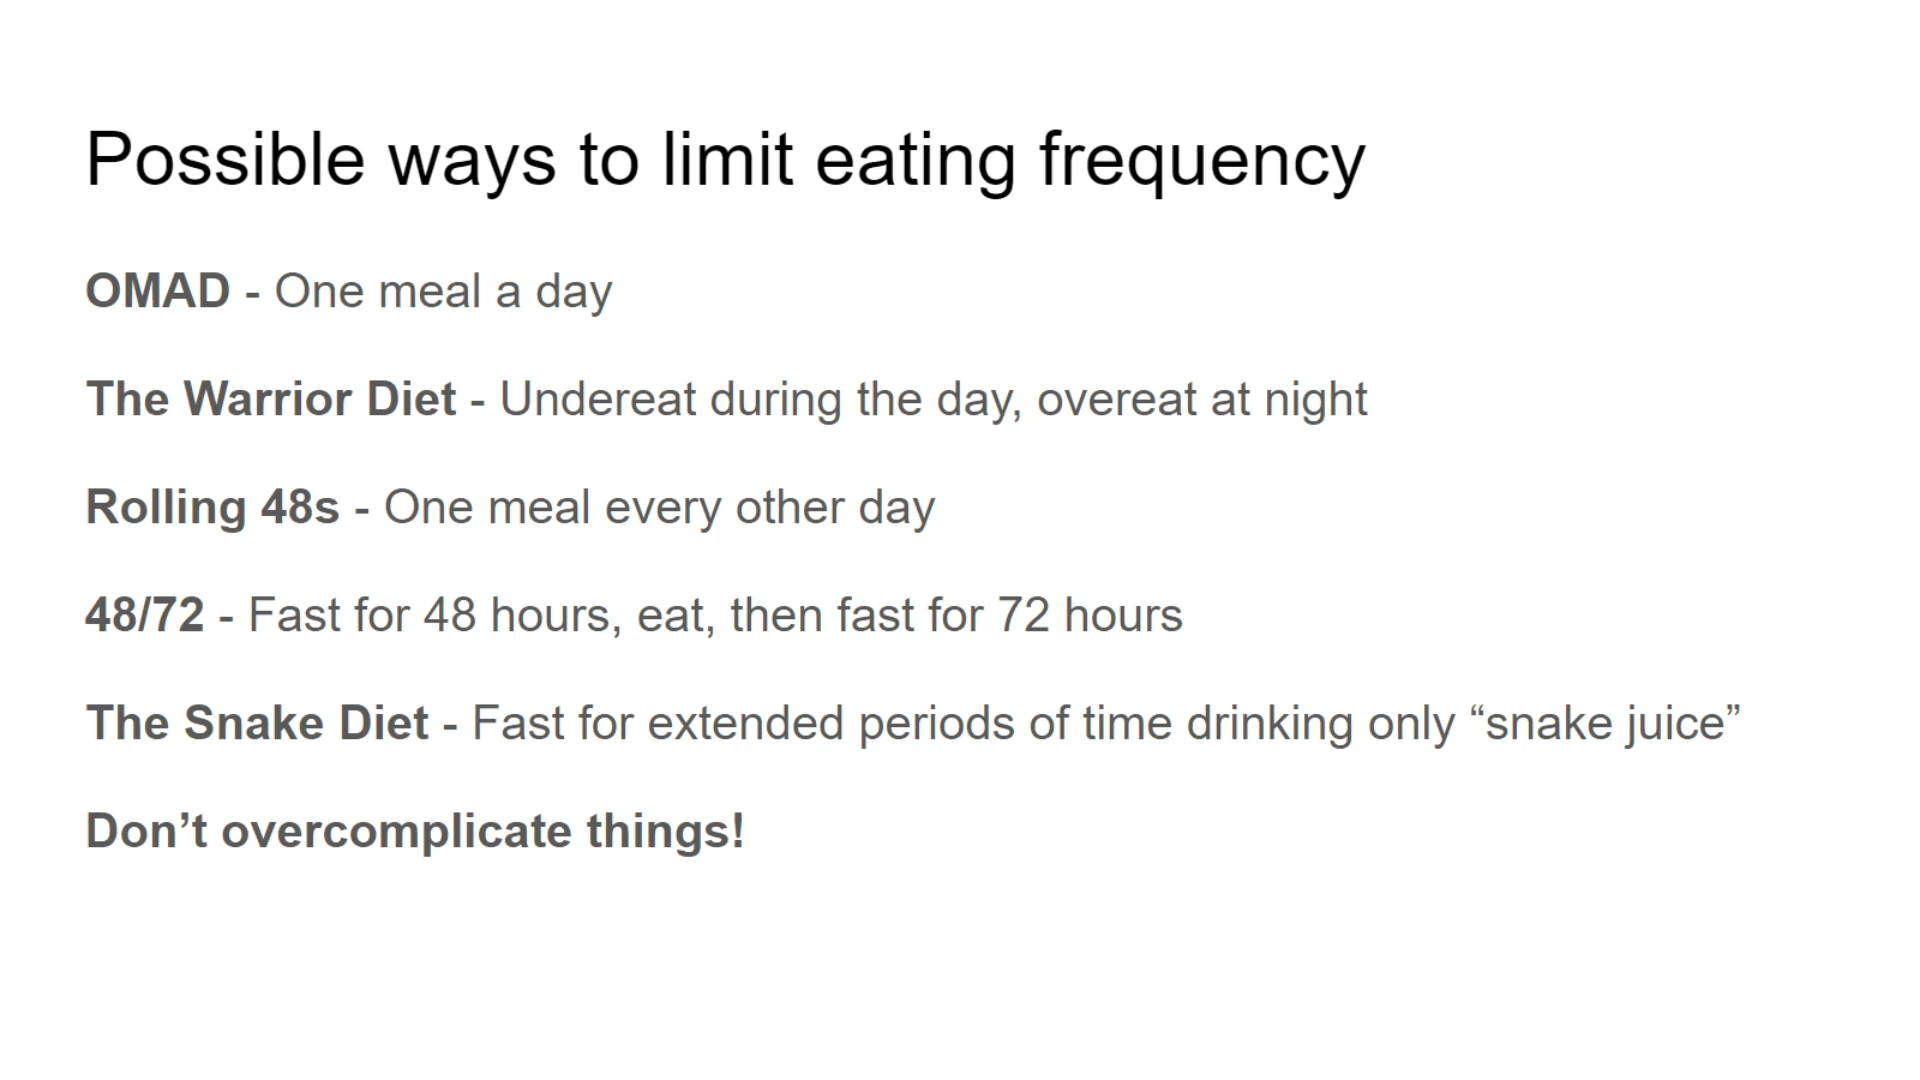 Possible ways to limit eating frequency
OMAD - One meal a day
The Warrior Diet - Undereat during the day, overeat at night
Rolling 48s - One meal every other day
48/72 - Fast for 48 hours, eat, then fast for 72 hours
The Snake Diet - Fast for extended periods of time drinking only “snake juice”
Don’t overcomplicate things!